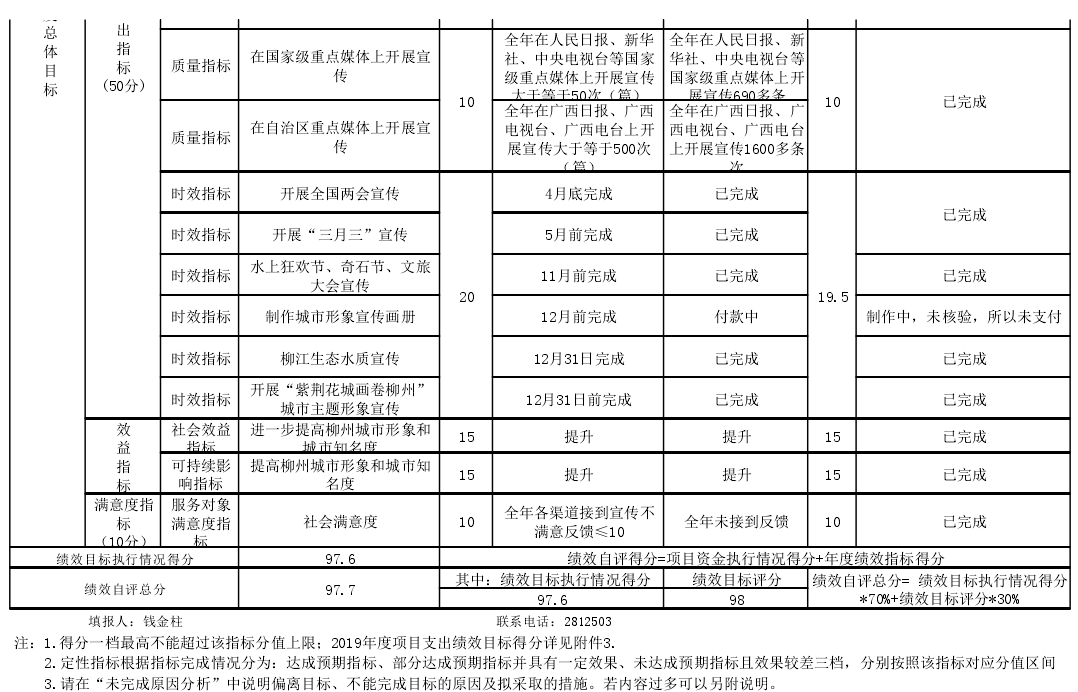 总
体
目
标
出
指
标
（50分）
质量指标
在国家级重点媒体上开展宣
传
10
全年在人民日报、新华
社、中央电视台等国家
级重点媒体上开展宣传
大于等于50次（篇）
全年在人民日报、新
华社、中央电视台等
国家级重点媒体上开
展宣传690多条
10
已完成
质量指标
在自治区重点媒体上开展宣
传
全年在广西日报、广西
电视台、广西电台上开
展宣传大于等于500次
（篇）
全年在广西日报、广
西电视台、广西电台
上开展宣传1600多条
次
时效指标
开展全国两会宣传
20
4月底完成
已完成
19.5
已完成
时效指标
开展“三月三”宣传
5月前完成
已完成
时效指标
水上狂欢节、奇石节、文旅
大会宣传
11月前完成
已完成
已完成
时效指标
制作城市形象宣传画册
12月前完成
付款中
制作中，未核验，所以未支付
时效指标
柳江生态水质宣传
12月31日完成
已完成
已完成
时效指标
开展“紫荆花城画卷柳州”
城市主题形象宣传
12月31日前完成
已完成
已完成
效
益
指
标
社会效益
指标
进一步提高柳州城市形象和
城市知名度
15
提升
提升
15
已完成
可持续影
响指标
提高柳州城市形象和城市知
名度
15
提升
提升
15
已完成
满意度指
标
（10分）
服务对象
满意度指
标
社会满意度
10
全年各渠道接到宣传不
满意反馈≤10
全年未接到反馈
10
已完成
绩效目标执行情况得分
97.6
绩效自评得分=项目资金执行情况得分+年度绩效指标得分
绩效自评总分
97.7
其中：绩效目标执行情况得分
97.6
绩效目标评分
98
绩效自评总分= 绩效目标执行情况得分
*70%+绩效目标评分*30%
填报人：钱金柱
联系电话：2812503
注：1.得分一档最高不能超过该指标分值上限；2019年度项目支出绩效目标得分详见附件3.
2.定性指标根据指标完成情况分为：达成预期指标、部分达成预期指标并具有一定效果、未达成预期指标且效果较差三档，分别按照该指标对应分值区间
3.请在“未完成原因分析”中说明偏离目标、不能完成目标的原因及拟采取的措施。若内容过多可以另附说明。